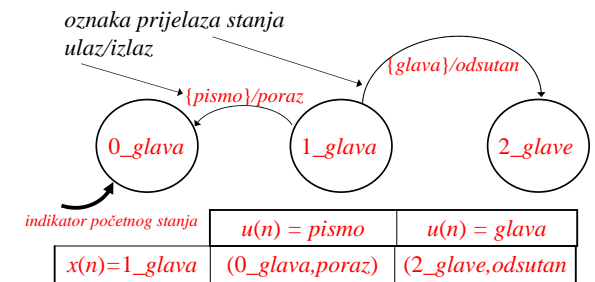 oznaka prijelaza stanja
ulaz/izlaz
{glava}/odsutan
{pismo}/poraz
0_glava
1_glava
2_glave
indikator početnog stanja
u(n) = pismo
u(n) = glava
x(n)=1_glava
(0_glava,poraz)
(2_glave,odsutan